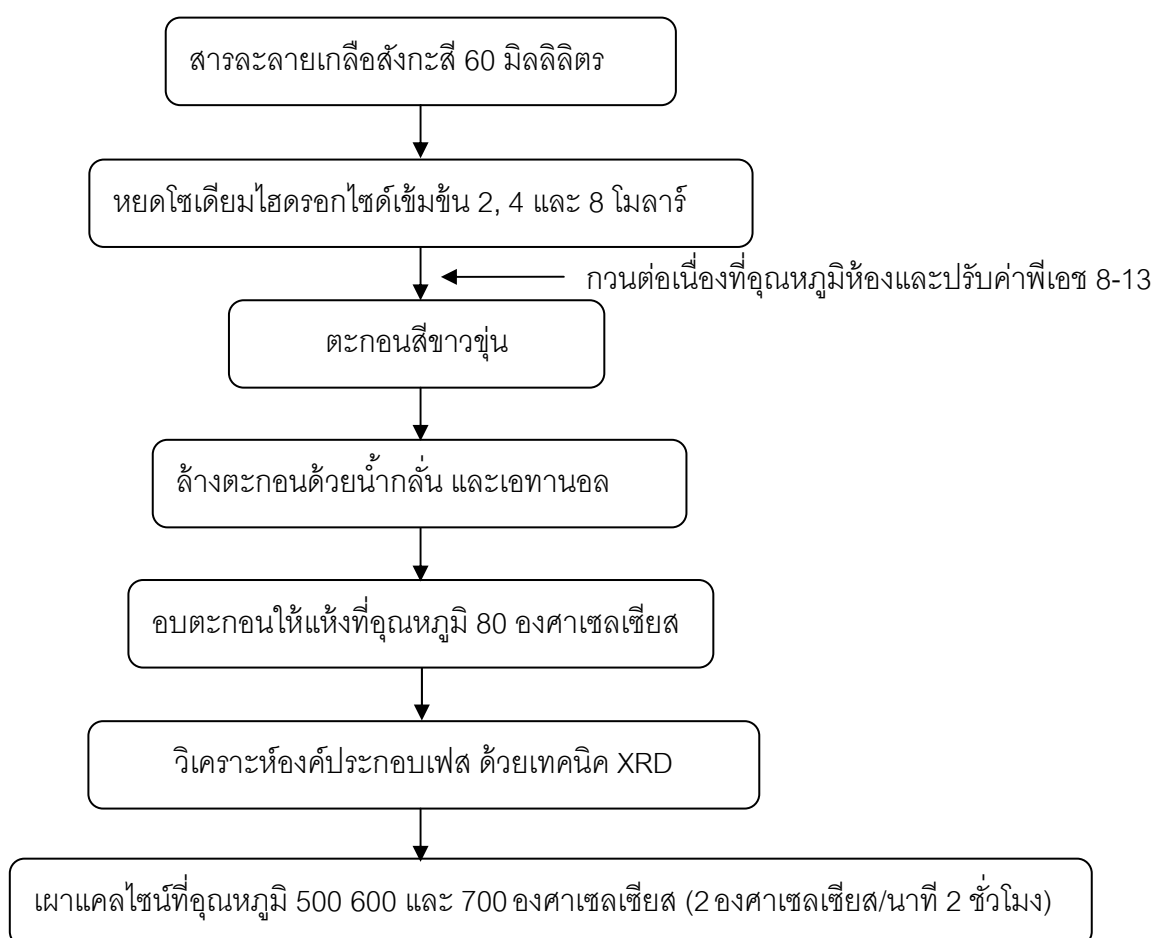 สารละลายเกลือสังกะสี 60 มิลลิลิตร
หยดโซเดียมไฮดรอกไซด์เข้มข้น 2, 4 และ 8 โมลาร์
กวนต่อเนื่องที่อุณหภูมิห้องและปรับค่าพีเอช 8-13
ตะกอนสีขาวขุ่น
ล้างตะกอนด้วยน้ำกลั่น และเอทานอล
อบตะกอนให้แห้งที่อุณหภูมิ 80 องศาเซลเซียส
วิเคราะห์องค์ประกอบเฟส ด้วยเทคนิค XRD
เผาแคลไซน์ที่อุณหภูมิ 500 600 และ 700 องศาเซลเซียส (2 องศาเซลเซียส/นาที 2 ชั่วโมง)